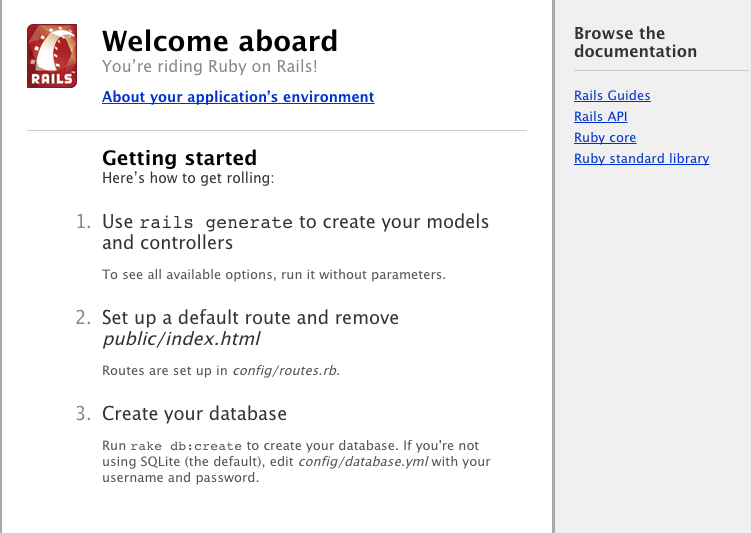 RAILS
Welcome aboard
You’re riding Ruby on Rails!
About your application’s environment
Getting started
Here’s how to get rolling:
1. Use rails generate to create your models
and controllers
To see all available options, run it without parameters.
2. Set up a default route and remove
public/index.html
Routes are set up in config/routes.rb.
3. Create your database
Run rake db:create to create your database. If you're not
using SQLite (the default), edit config/database.yml with your
username and password.
Browse the
documentation
Rails Guides
Rails API
Ruby core
Ruby standard library